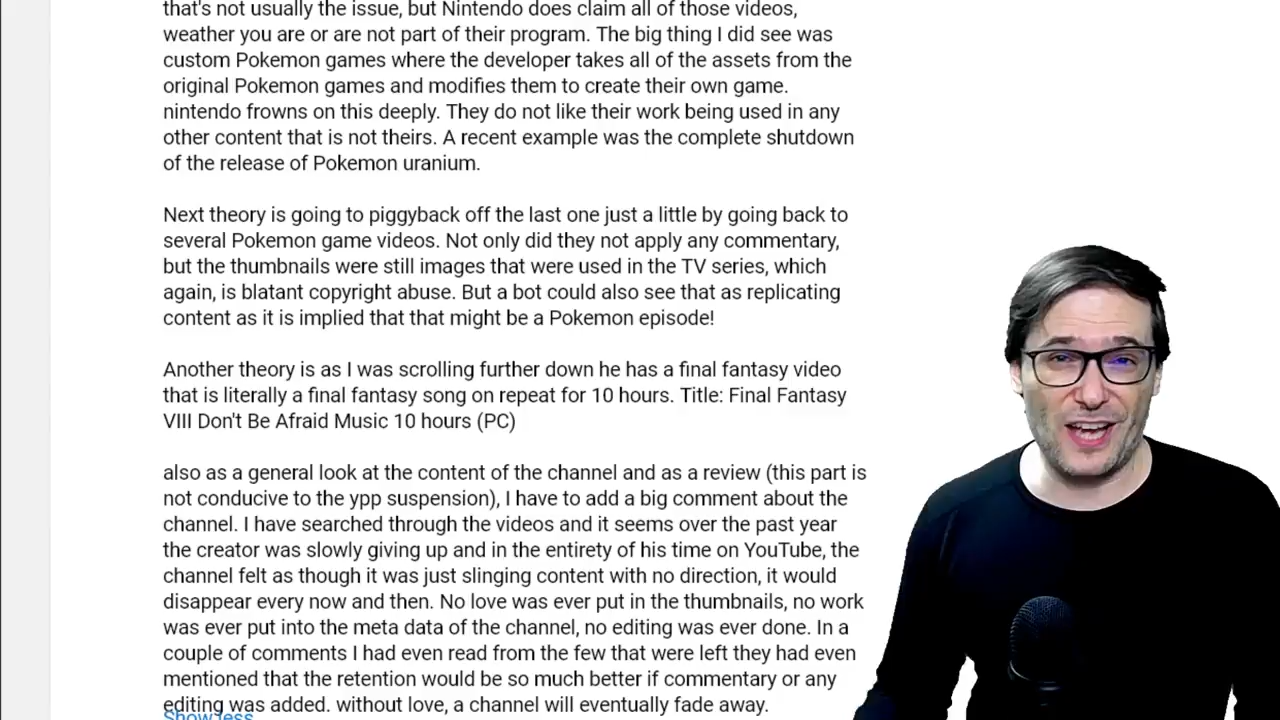 that's not usually the issue, but Nintendo does claim all of those videos,
weather you are or are not part of their program. The big thing I did see was
custom Pokemon games where the developer takes all of the assets from the
original Pokemon games and modifies them to create their own game.
nintendo frowns on this deeply. They do not like their work being used in any
other content that is not theirs. A recent example was the complete shutdown
of the release of Pokemon uranium.
Next theory is going to piggyback off the last one just a little by going back to
several Pokemon game videos. Not only did they not apply any commentary,
but the thumbnails were still images that were used in the TV series, which
again, is blatant copyright abuse. But a bot could also see that as replicating
content as it is implied that that might be a Pokemon episode!
Another theory is as I was scrolling further down he has a final fantasy video
that is literally a final fantasy song on repeat for 10 hours. Title: Final Fantasy
VIII Don't Be Afraid Music 10 hours (PC)
also as a general look at the content of the channel and as a review (this part is
not conducive to the ypp suspension), I have to add a big comment about the
channel. I have searched through the videos and it seems over the past year
the creator was slowly giving up and in the entirety of his time on YouTube, the
channel felt as though it was just slinging content with no direction, it would
disappear every now and then. No love was ever put in the thumbnails, no work
was ever put into the meta data of the channel, no editing was ever done. In a
couple of comments I had even read from the few that were left they had even
mentioned that the retention would be so much better if commentary or any
editing was added. without love, a channel will eventually fade away.
Show less